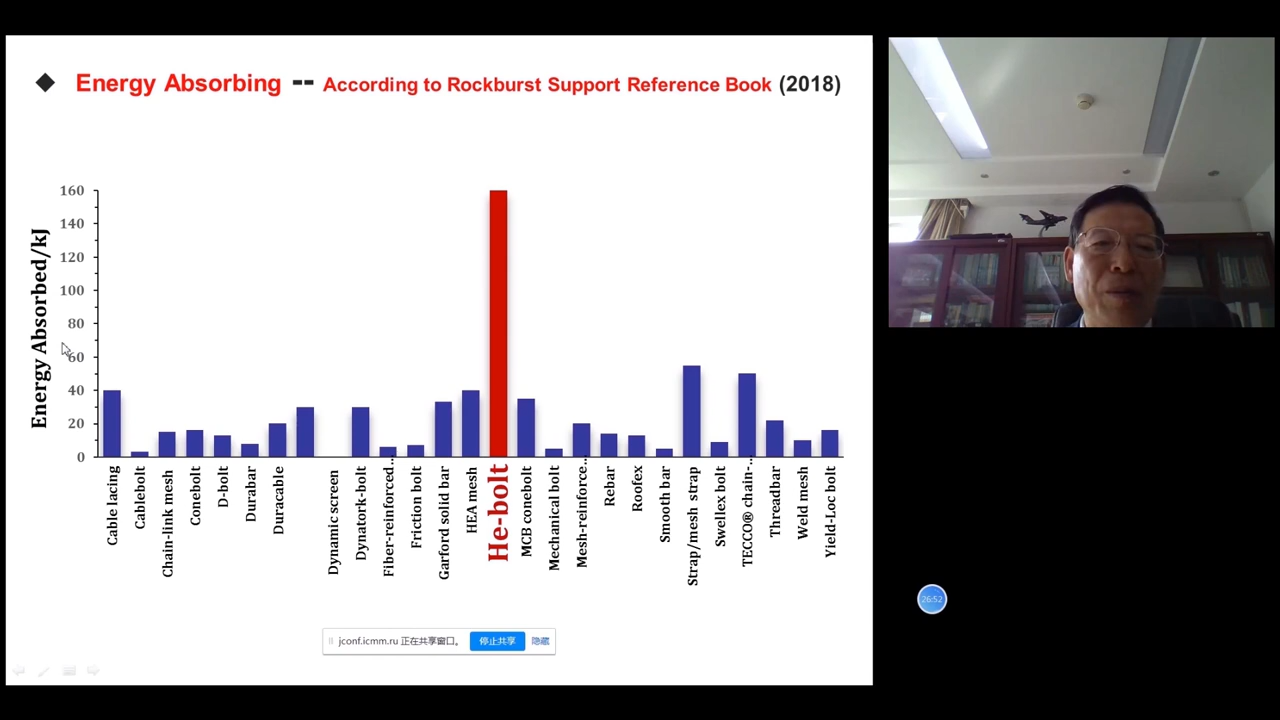 ◆ Energy Absorbing -- According to Rockburst Support Reference Book (2018)
Energy Absorbed/kJ
160
140
120
100
80
60
40
20
0
Cable lacing
Cablebolt
Chain-link mesh
Conebolt
D-bolt
Durabar
Duracable
Dynamic screen
Dynatork-bolt
Fiber-reinforced…
Friction bolt
Garford solid bar
HEA mesh
He-bolt
MCB conebolt
Mechanical bolt
Mesh-reinforce…
Rebar
Roofex
Smooth bar
Strap/mesh strap
Swellex bolt
TECCO® chain-…
Threadbar
Weld mesh
Yield-Loc bolt
jconf.icmm.ru 正在共享窗口。 停止共享 隐藏
26:52